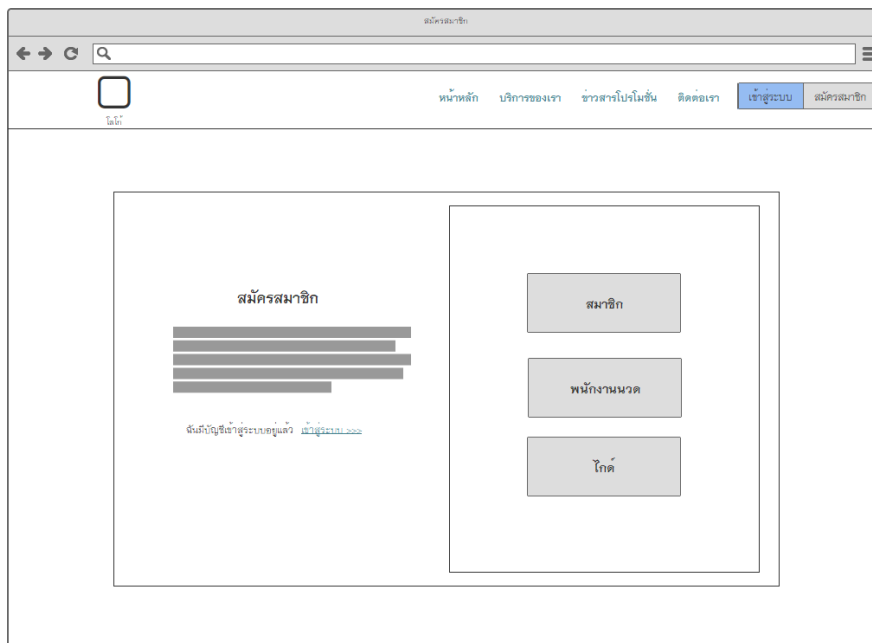 สมัครสมาชิก
หน้าหลัก บริการของเรา ข่าวสารโปรโมชั่น ติดต่อเรา เข้าสู่ระบบ สมัครสมาชิก
โลโก้
สมัครสมาชิก
ฉันมีบัญชีเข้าสู่ระบบอยู่แล้ว เข้าสู่ระบบ >>>
สมาชิก
พนักงานนวด
ไกด์